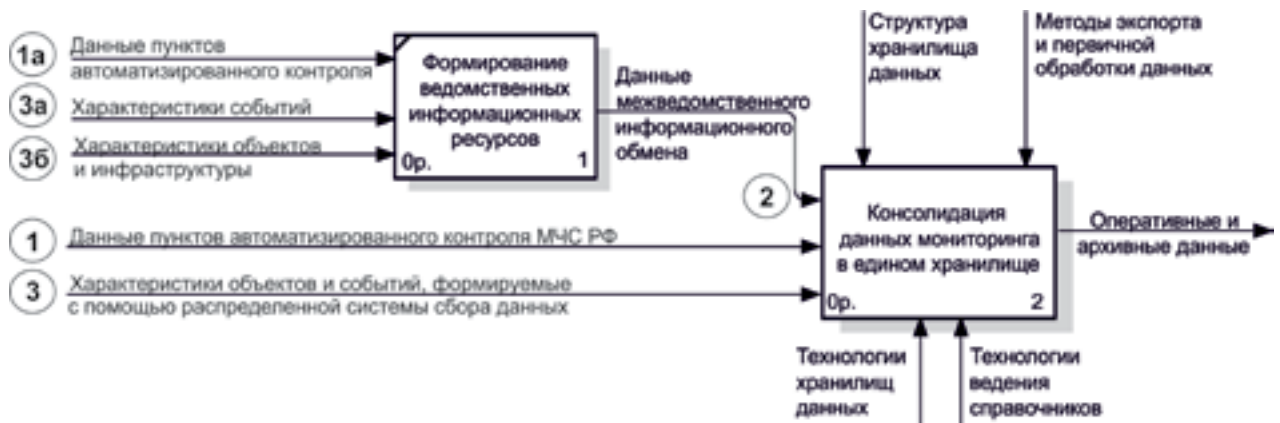 1а
Данные пунктов
автоматизированного контроля
3а
Характеристики событий
3б
Характеристики объектов
и инфраструктуры
Формирование
ведомственных
информационных
ресурсов
0р.
1
Данные
межведомственного
информационного
обмена
Структура
хранилища
данных
Методы экспорта
и первичной
обработки данных
2
1
Данные пунктов автоматизированного контроля МЧС РФ
3
Характеристики объектов и событий, формируемые
с помощью распределенной системы сбора данных
Консолидация
данных мониторинга
в едином хранилище
0р.
2
Оперативные и
архивные данные
Технологии
хранилищ
данных
Технологии
ведения
справочников